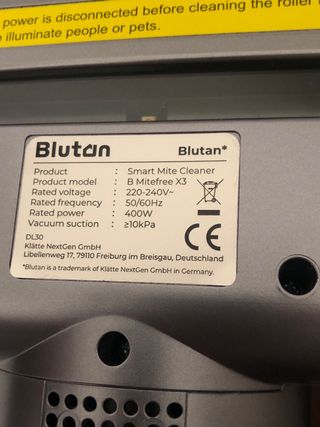 power is disconnected before cleaning the roller
illuminate people or pets.
Blutan Blutan*
Product : Smart Mite Cleaner
Product model : B Mitefree X3
Rated voltage : 220-240V~
Rated frequency : 50/60Hz
Rated power : 400W
Vacuum suction : ≥10kPa
CE
DL30
Klätte NextGen GmbH
Libellenweg 17, 79110 Freiburg im Breisgau, Deutschland
*Blutan is a trademark of Klätte NextGen GmbH in Germany.